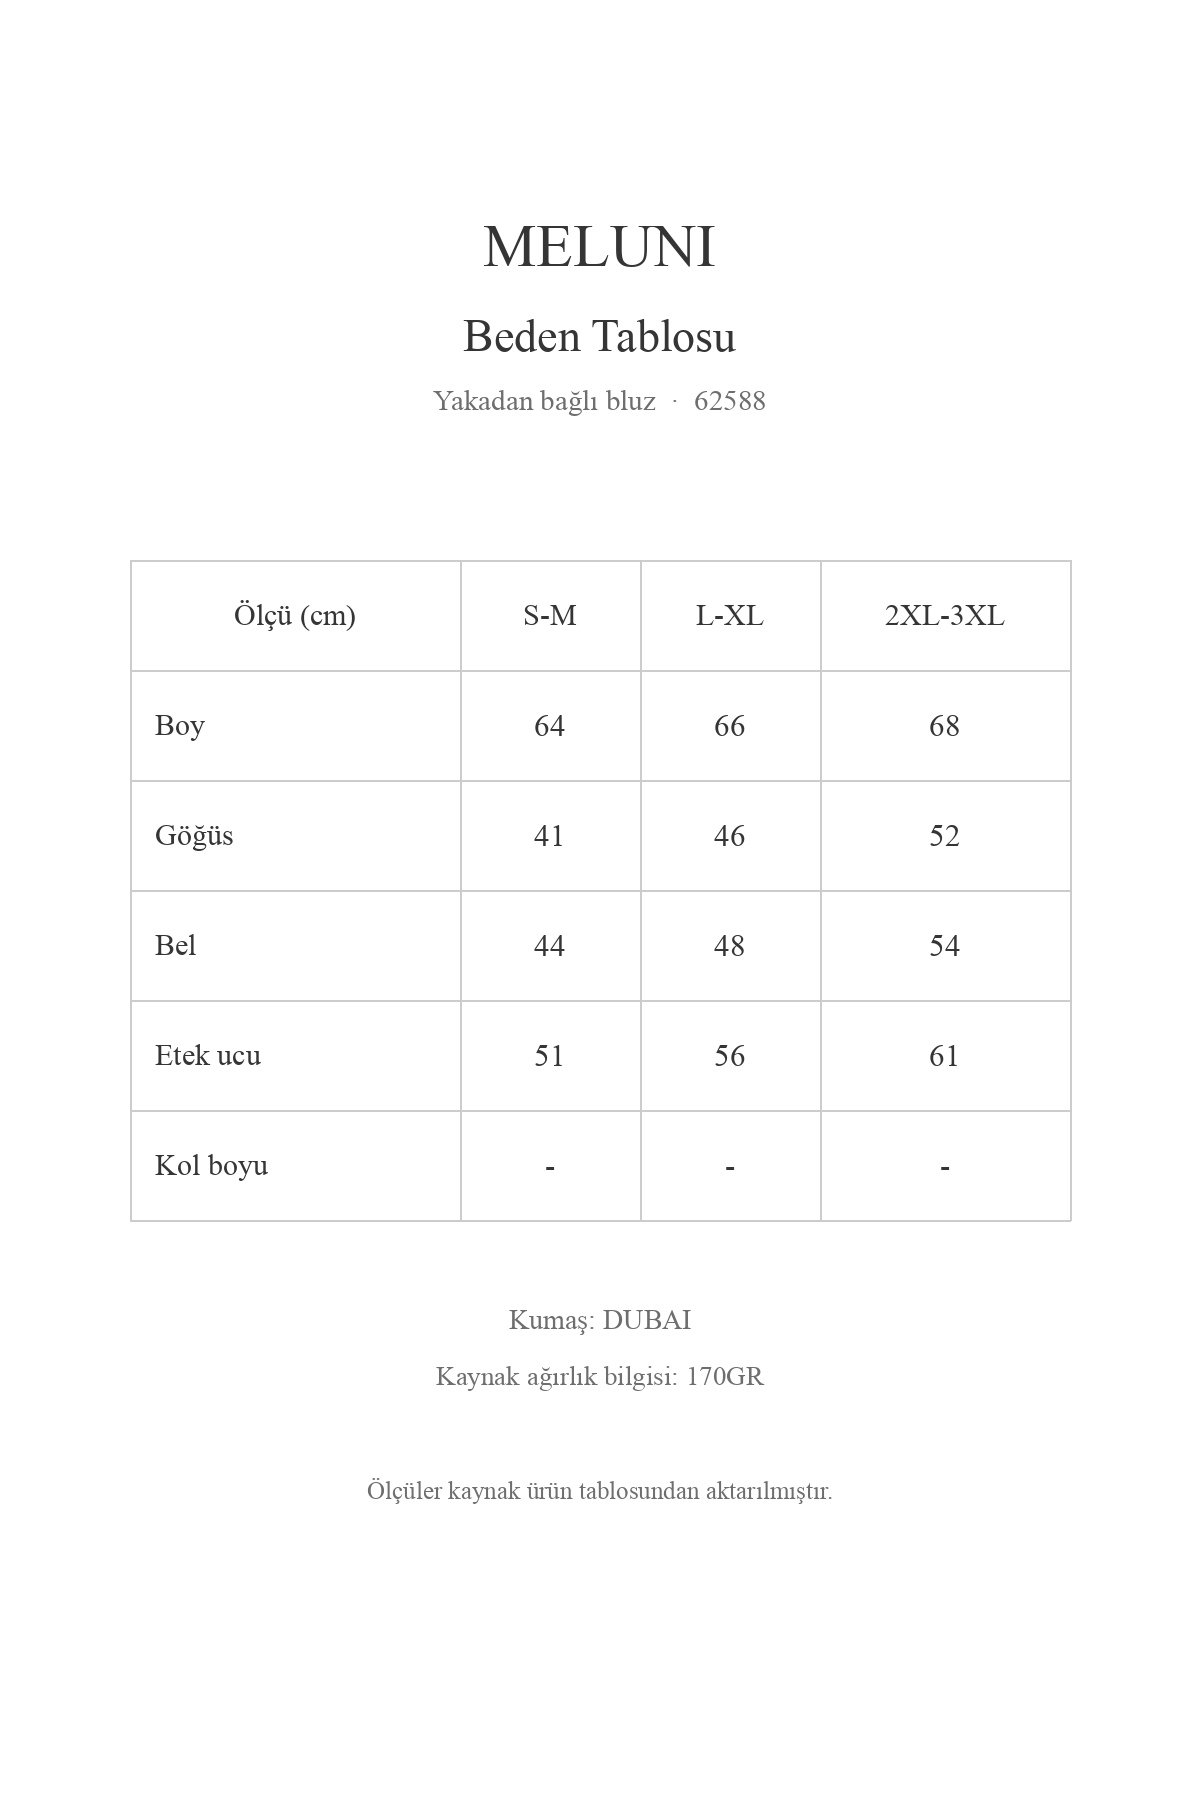 MELUNI
Beden Tablosu
Yakadan bağlı bluz · 62588
Ölçü (cm) S-M L-XL 2XL-3XL
Boy 64 66 68
Göğüs 41 46 52
Bel 44 48 54
Etek ucu 51 56 61
Kol boyu - - -
Kumaş: DUBAI
Kaynak ağırlık bilgisi: 170GR
Ölçüler kaynak ürün tablosundan aktarılmıştır.